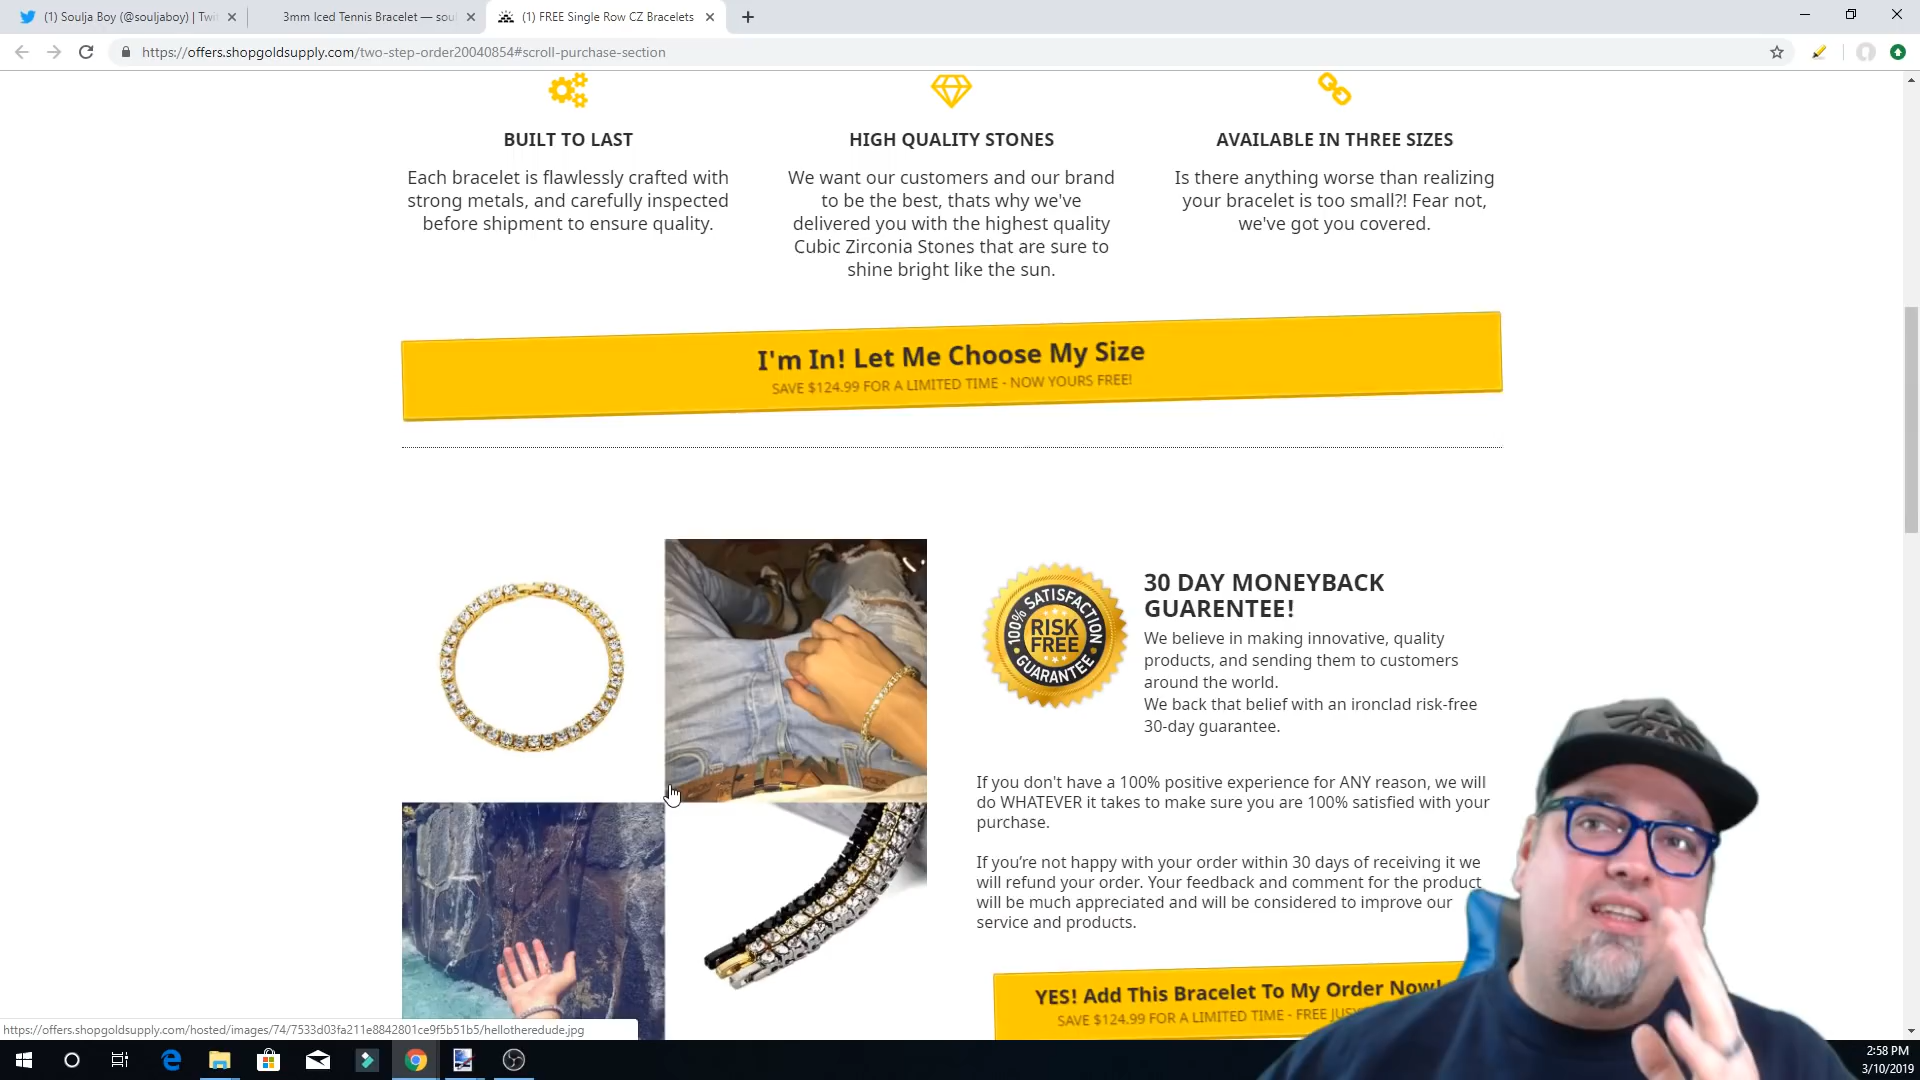 (1) Soulja Boy (@souljaboy) | Twi
3mm Iced Tennis Bracelet — soul
(1) FREE Single Row CZ Bracelets
https://offers.shopgoldsupply.com/two-step-order20040854#scroll-purchase-section
BUILT TO LAST
Each bracelet is flawlessly crafted with
strong metals, and carefully inspected
before shipment to ensure quality.
HIGH QUALITY STONES
We want our customers and our brand
to be the best, thats why we've
delivered you with the highest quality
Cubic Zirconia Stones that are sure to
shine bright like the sun.
AVAILABLE IN THREE SIZES
Is there anything worse than realizing
your bracelet is too small?! Fear not,
we've got you covered.
I'm In! Let Me Choose My Size
SAVE $124.99 FOR A LIMITED TIME - NOW YOURS FREE!
100% SATISFACTION
RISK
FREE
GUARANTEE
30 DAY MONEYBACK
GUARENTEE!
We believe in making innovative, quality
products, and sending them to customers
around the world.
We back that belief with an ironclad risk-free
30-day guarantee.
If you don't have a 100% positive experience for ANY reason, we will
do WHATEVER it takes to make sure you are 100% satisfied with your
purchase.
If you're not happy with your order within 30 days of receiving it we
will refund your order. Your feedback and comment for the product
will be much appreciated and will be considered to improve our
service and products.
YES! Add This Bracelet To My Order Now!
SAVE $124.99 FOR A LIMITED TIME - FREE JUS
https://offers.shopgoldsupply.com/hosted/images/74/7533d03fa211e8842801ce9f5b51b5/hellotheredude.jpg
2:58 PM
3/10/2019